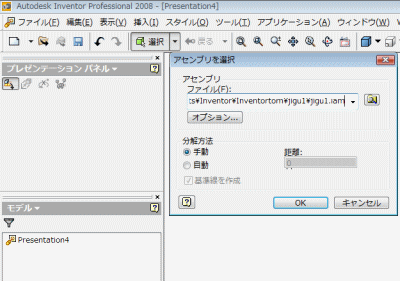 Autodesk Inventor Professional 2008 - [Presentation4]
ファイル(F) 編集(E) 表示(V) 挿入(I) スタイル(O) ツール(T) アプリケーション(A) ウィンドウ(W)
選択 戻る
プレゼンテーション パネル
アセンブリを選択
アセンブリ
ファイル(F):
ts¥Inventor¥Inventorfom¥jigu1¥jigu1.iam
オプション...
分解方法
手動
自動
距離:
0
基準線を作成
OK キャンセル
モデル
Presentation4